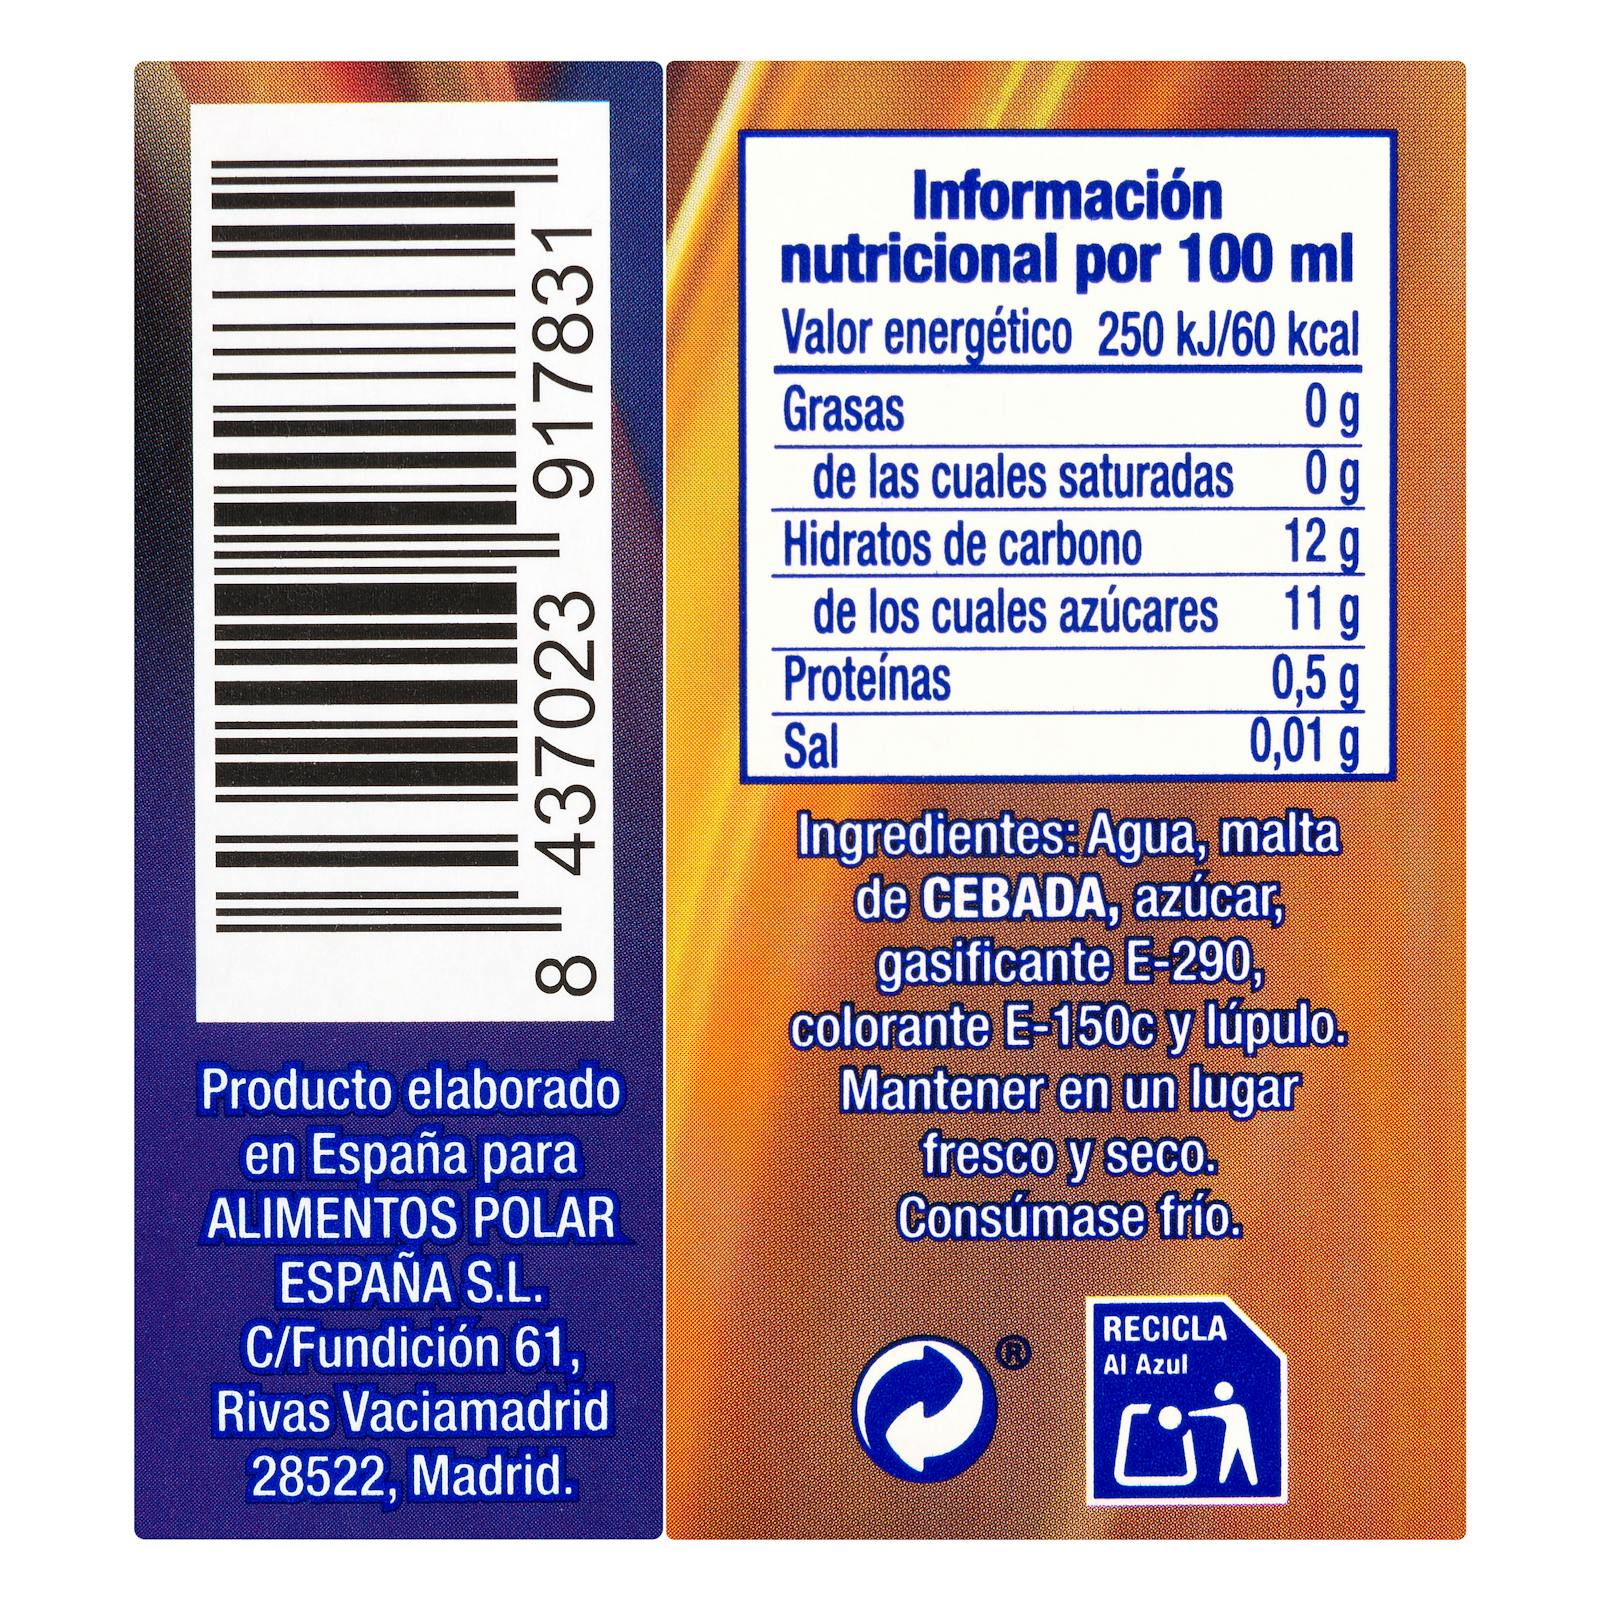 8 437023 917831
Producto elaborado
en España para
ALIMENTOS POLAR
ESPAÑA S.L.
C/Fundición 61,
Rivas Vaciamadrid
28522, Madrid.
Información
nutricional por 100 ml
Valor energético 250 kJ/60 kcal
Grasas 0 g
de las cuales saturadas 0 g
Hidratos de carbono 12 g
de los cuales azúcares 11 g
Proteínas 0,5 g
Sal 0,01 g
Ingredientes: Agua, malta
de CEBADA, azúcar,
gasificante E-290,
colorante E-150c y lúpulo.
Mantener en un lugar
fresco y seco.
Consúmase frío.
®
RECICLA
Al Azul